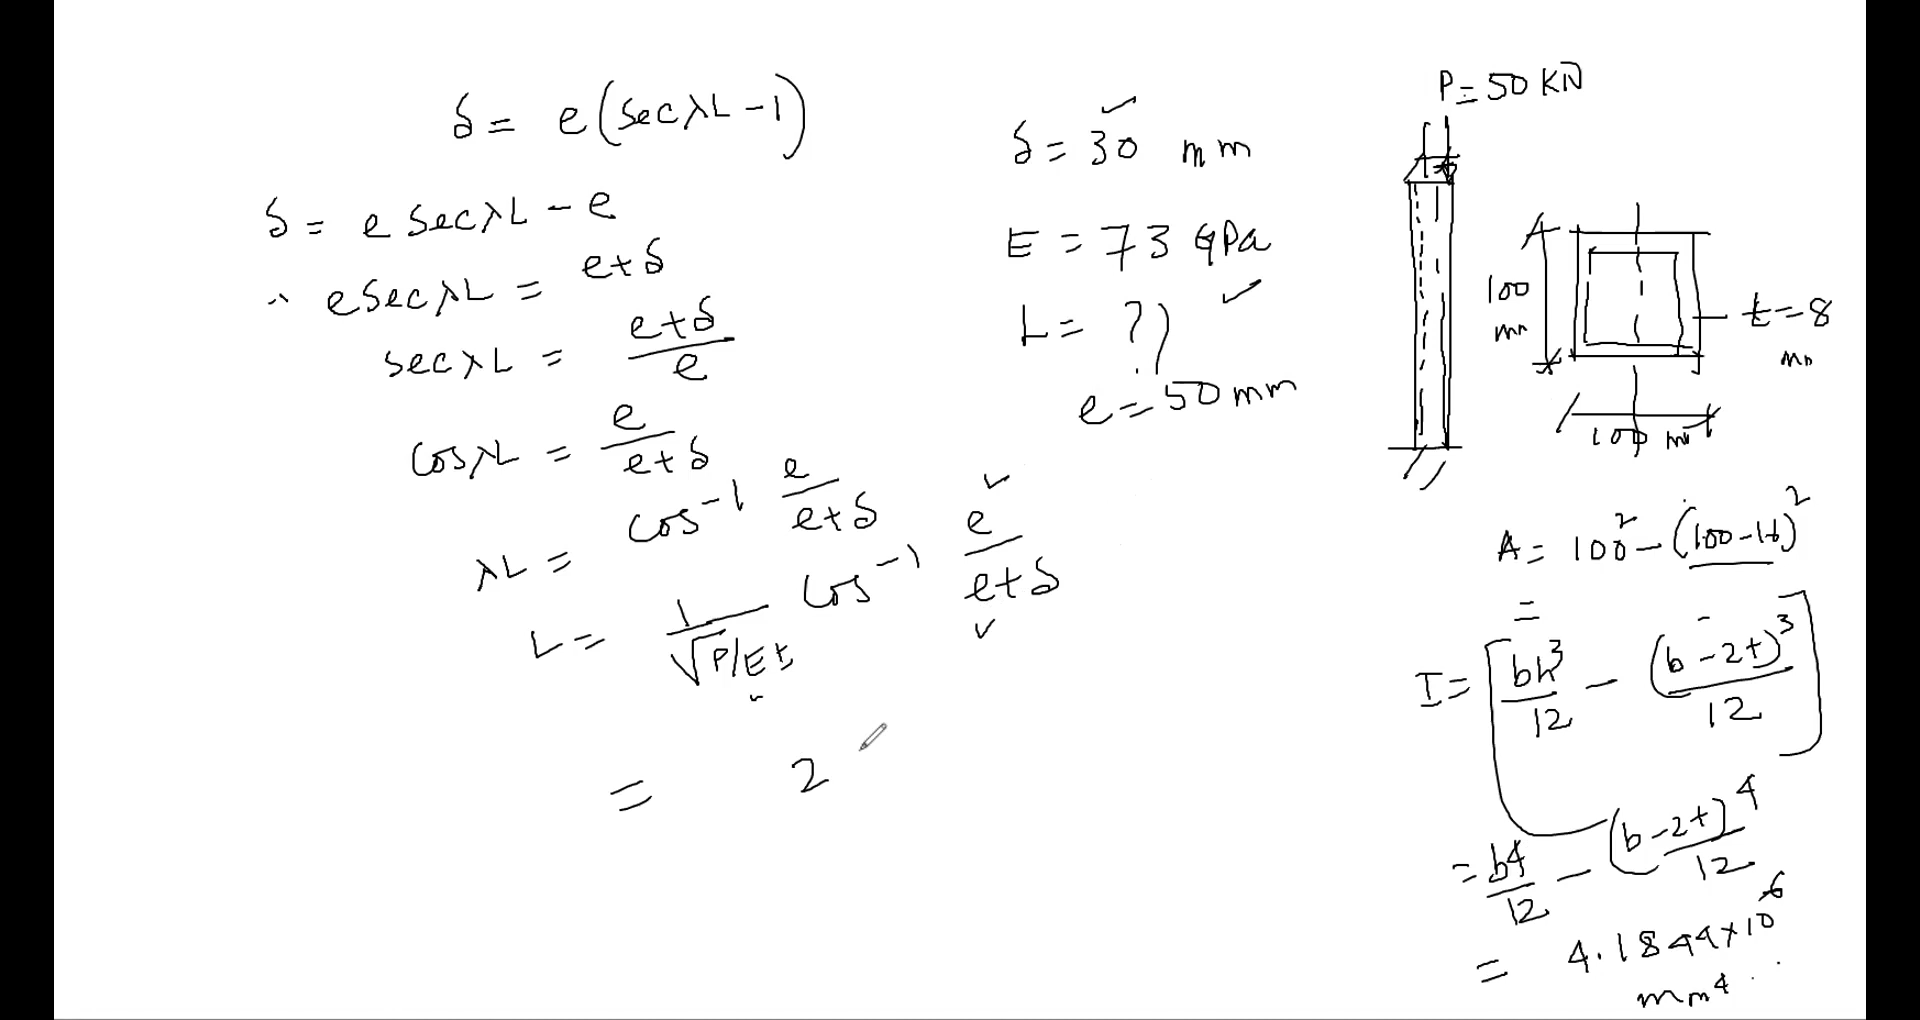 δ = e(secλL - 1)
δ = e secλL - e
∴ e secλL = e+δ
secλL = e+δ/e
cosλL = e/e+δ
λL = cos⁻¹ e/e+δ
L = 1/√P/EI cos⁻¹ e/e+δ
= 2
δ = 30 mm
E = 73 GPa
L = ??
e = 50 mm
P = 50 KN
100 mm
t = 8 mm
100 mm
A = 100² - (100-16)²
=
I = [bh³/12 - (b-2t)³/12]
= b4/12 - (b-2t)4/12
= 4.1844×10⁶ mm⁴